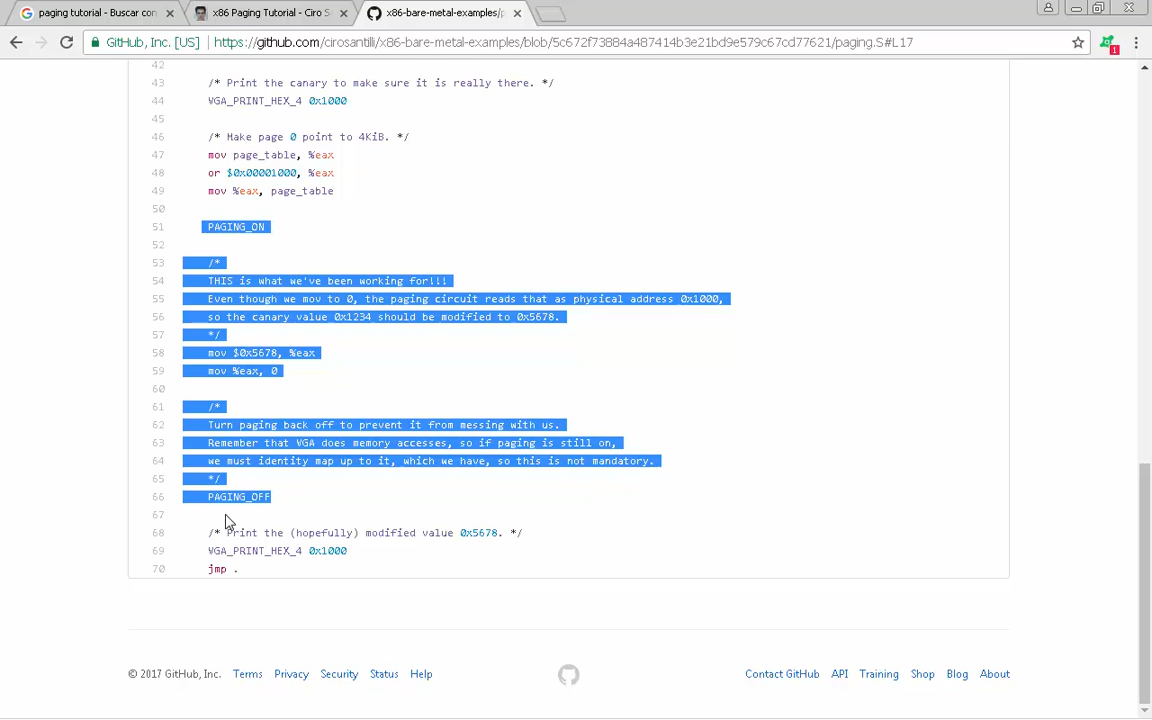 paging tutorial - Buscar con
x86 Paging Tutorial - Ciro S
x86-bare-metal-examples/p
GitHub, Inc. [US]
https://github.com/cirosantilli/x86-bare-metal-examples/blob/5c672f73884a487414b3e21bd9e579c67cd77621/paging.S#L17
1
42
43 /* Print the canary to make sure it is really there. */
44 VGA_PRINT_HEX_4 0x1000
45
46 /* Make page 0 point to 4KiB. */
47 mov page_table, %eax
48 or $0x00001000, %eax
49 mov %eax, page_table
50
51 PAGING_ON
52
53 /*
54 THIS is what we've been working for!!!
55 Even though we mov to 0, the paging circuit reads that as physical address 0x1000,
56 so the canary value 0x1234 should be modified to 0x5678.
57 */
58 mov $0x5678, %eax
59 mov %eax, 0
60
61 /*
62 Turn paging back off to prevent it from messing with us.
63 Remember that VGA does memory accesses, so if paging is still on,
64 we must identity map up to it, which we have, so this is not mandatory.
65 */
66 PAGING_OFF
67
68 /* Print the (hopefully) modified value 0x5678. */
69 VGA_PRINT_HEX_4 0x1000
70 jmp .
© 2017 GitHub, Inc. Terms Privacy Security Status Help
Contact GitHub API Training Shop Blog About